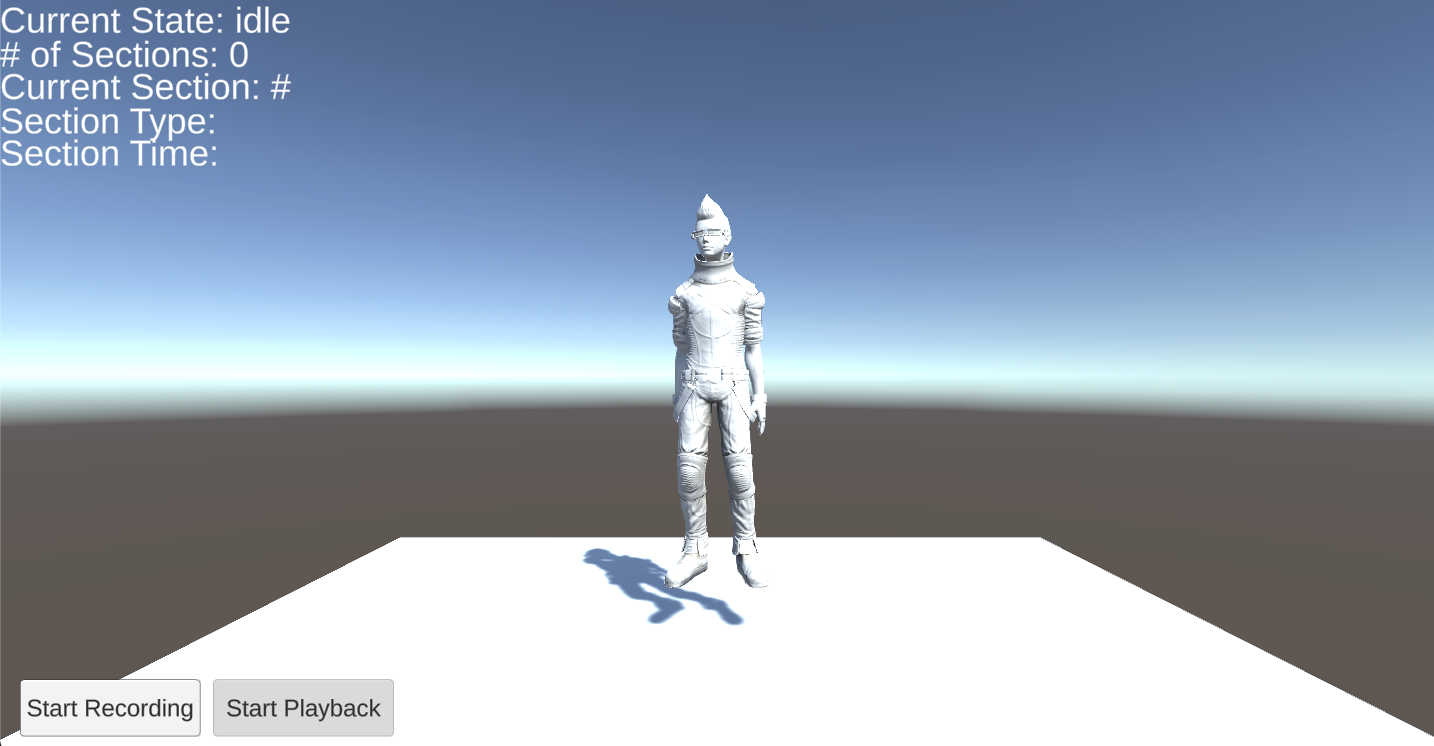 Current State: idle
# of Sections: 0
Current Section: #
Section Type:
Section Time:
Start Recording
Start Playback